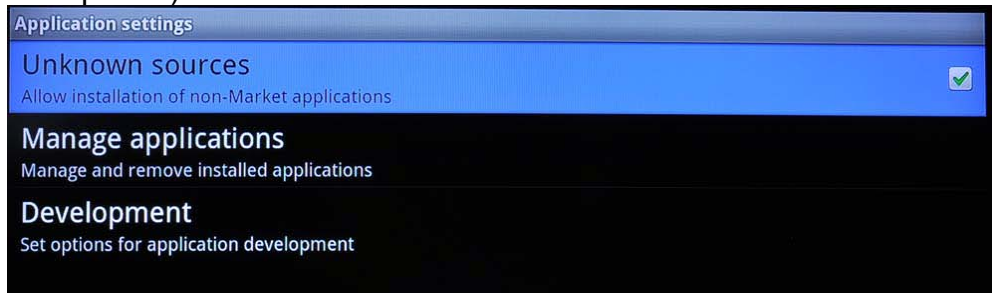 Application settings
Unknown sources
Allow installation of non-Market applications
Manage applications
Manage and remove installed applications
Development
Set options for application development